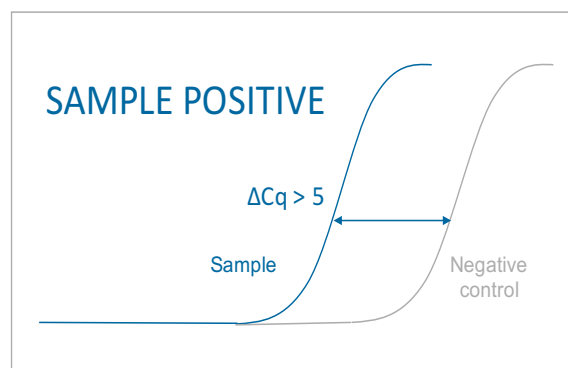 SAMPLE POSITIVE
ΔCq > 5
Sample
Negative
control